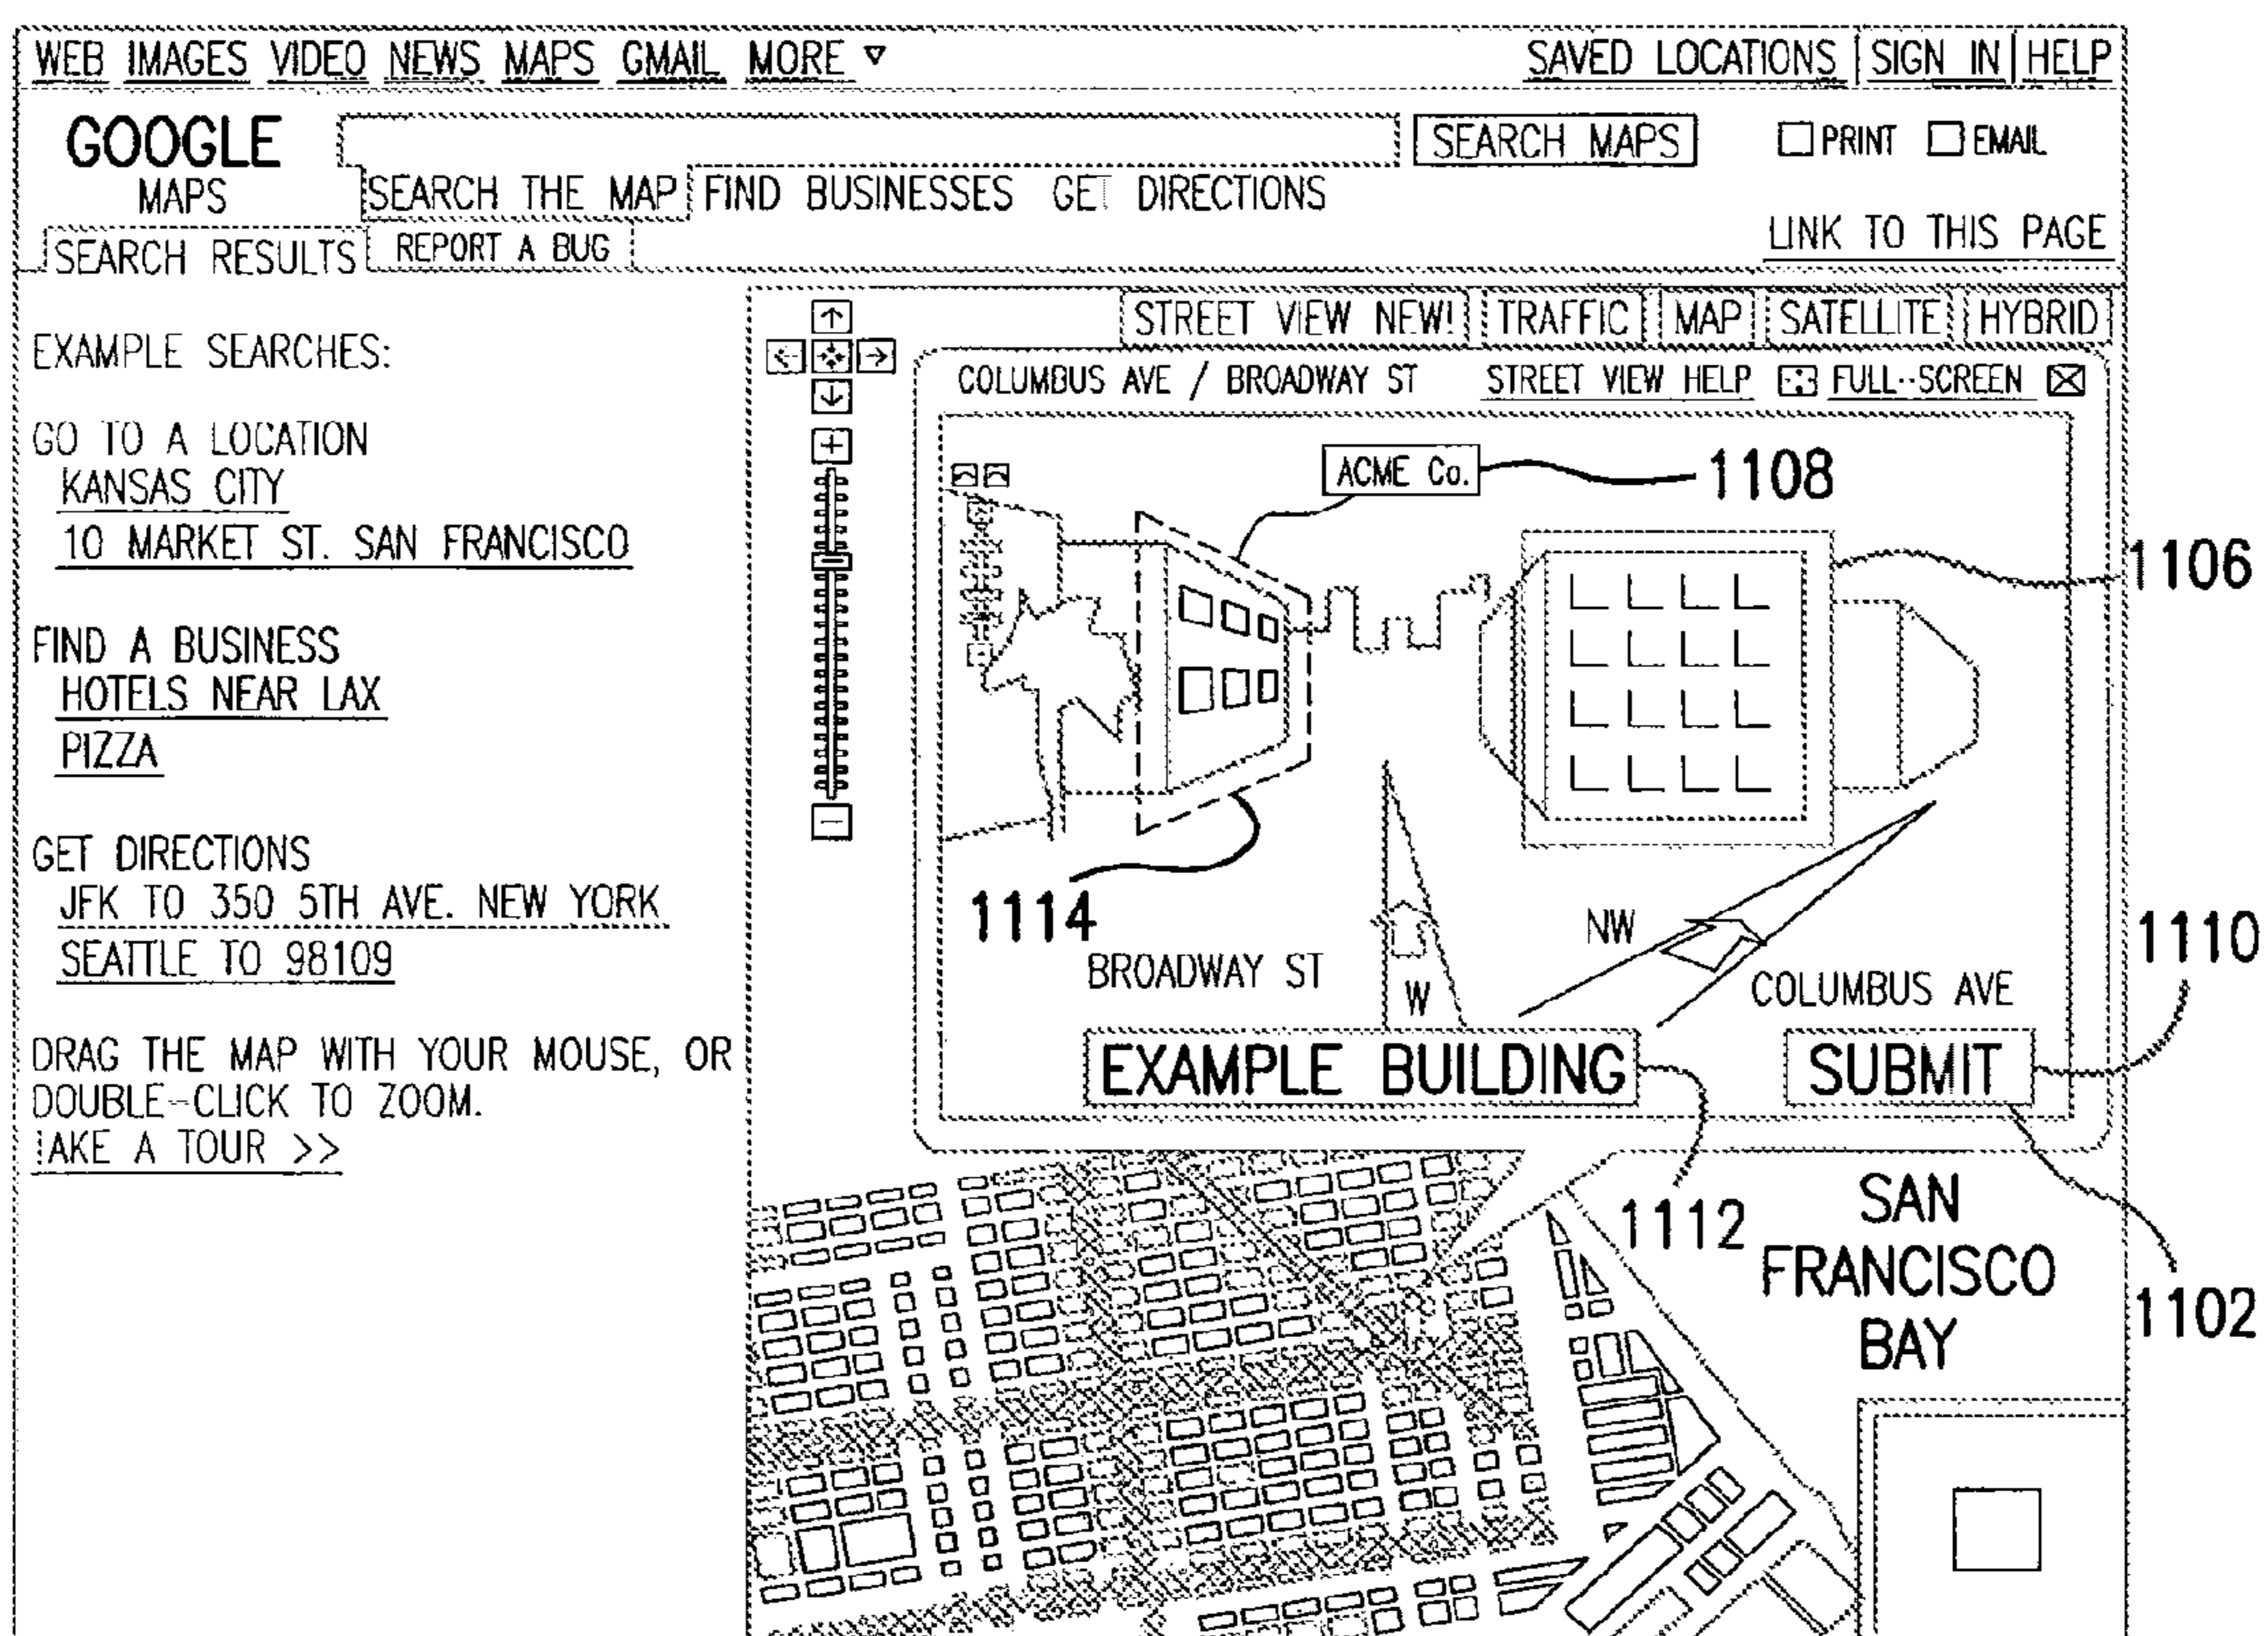 WEB IMAGES VIDEO NEWS MAPS GMAIL MORE SAVED LOCATIONS SIGN IN HELP
GOOGLE
MAPS
SEARCH MAPS PRINT EMAIL
SEARCH THE MAP FIND BUSINESSES GET DIRECTIONS
LINK TO THIS PAGE
SEARCH RESULTS REPORT A BUG
STREET VIEW NEW! TRAFFIC MAP SATELLITE HYBRID
EXAMPLE SEARCHES:
GO TO A LOCATION
KANSAS CITY
10 MARKET ST. SAN FRANCISCO
FIND A BUSINESS
HOTELS NEAR LAX
PIZZA
GET DIRECTIONS
JFK TO 350 5TH AVE. NEW YORK
SEATTLE TO 98109
DRAG THE MAP WITH YOUR MOUSE, OR
DOUBLE-CLICK TO ZOOM.
TAKE A TOUR >>
COLUMBUS AVE / BROADWAY ST STREET VIEW HELP FULL-SCREEN
ACME Co. 1108
1106
1114
NW
1110
BROADWAY ST
W
COLUMBUS AVE
EXAMPLE BUILDING SUBMIT
1112
SAN
FRANCISCO
BAY
1102